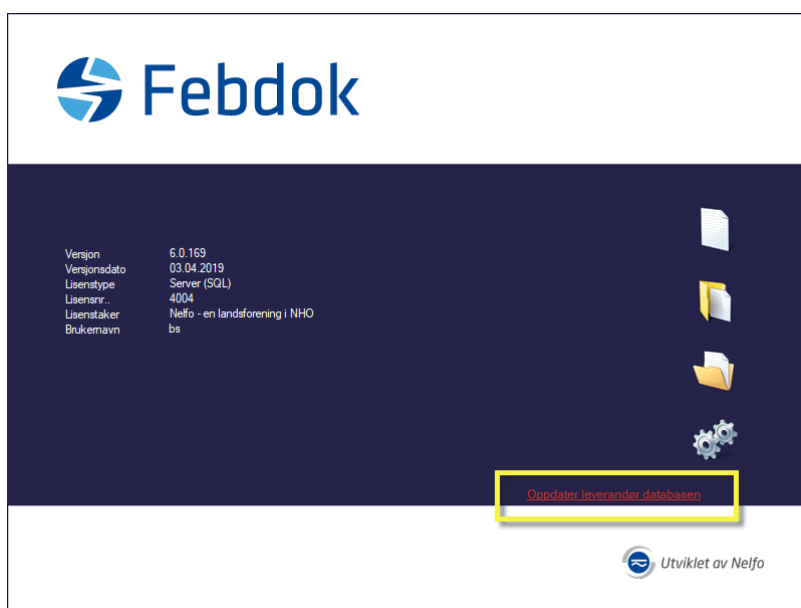 Febdok
Versjon 6.0.169
Versjonsdato 03.04.2019
Lisenstype Server (SQL)
Lisensnr.. 4004
Lisenstaker Nelfo - en landsforening i NHO
Brukernavn bs
Oppdater leverandør databasen
Utviklet av Nelfo